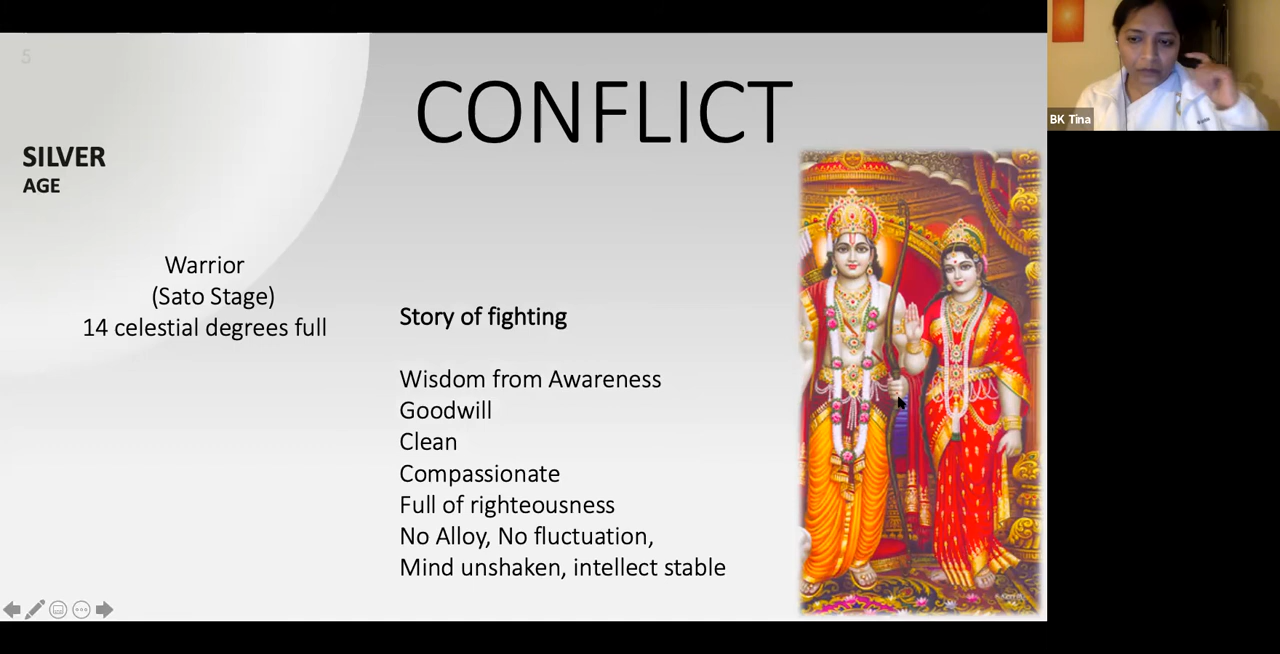 5
CONFLICT
SILVER
AGE
Warrior
(Sato Stage)
14 celestial degrees full
Story of fighting
Wisdom from Awareness
Goodwill
Clean
Compassionate
Full of righteousness
No Alloy, No fluctuation,
Mind unshaken, intellect stable
BK Tina